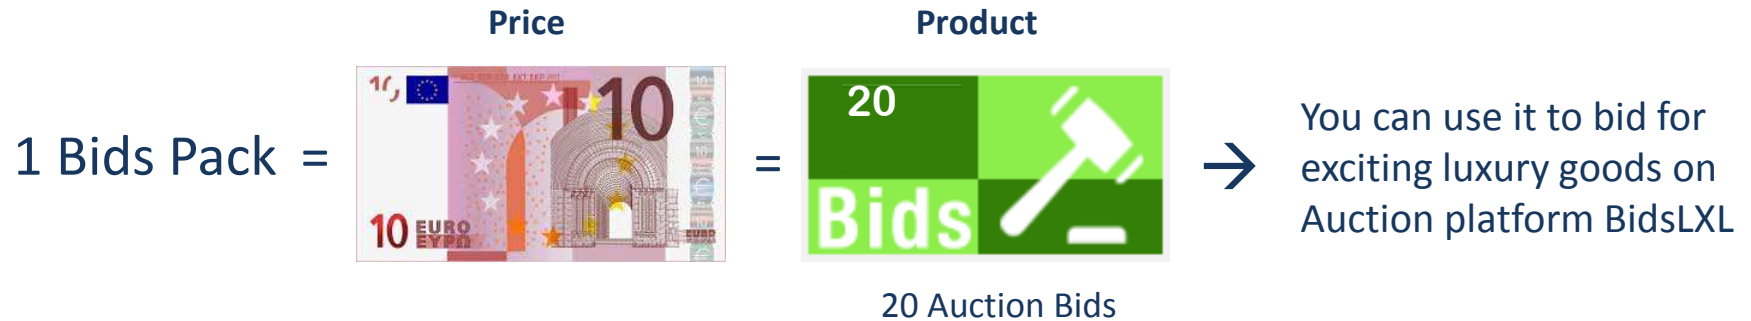 Price
Product
1 Bids Pack =
10
10 EURO
ΕΥΡΩ
=
20
Bids
→
You can use it to bid for
exciting luxury goods on
Auction platform BidsLXL
20 Auction Bids